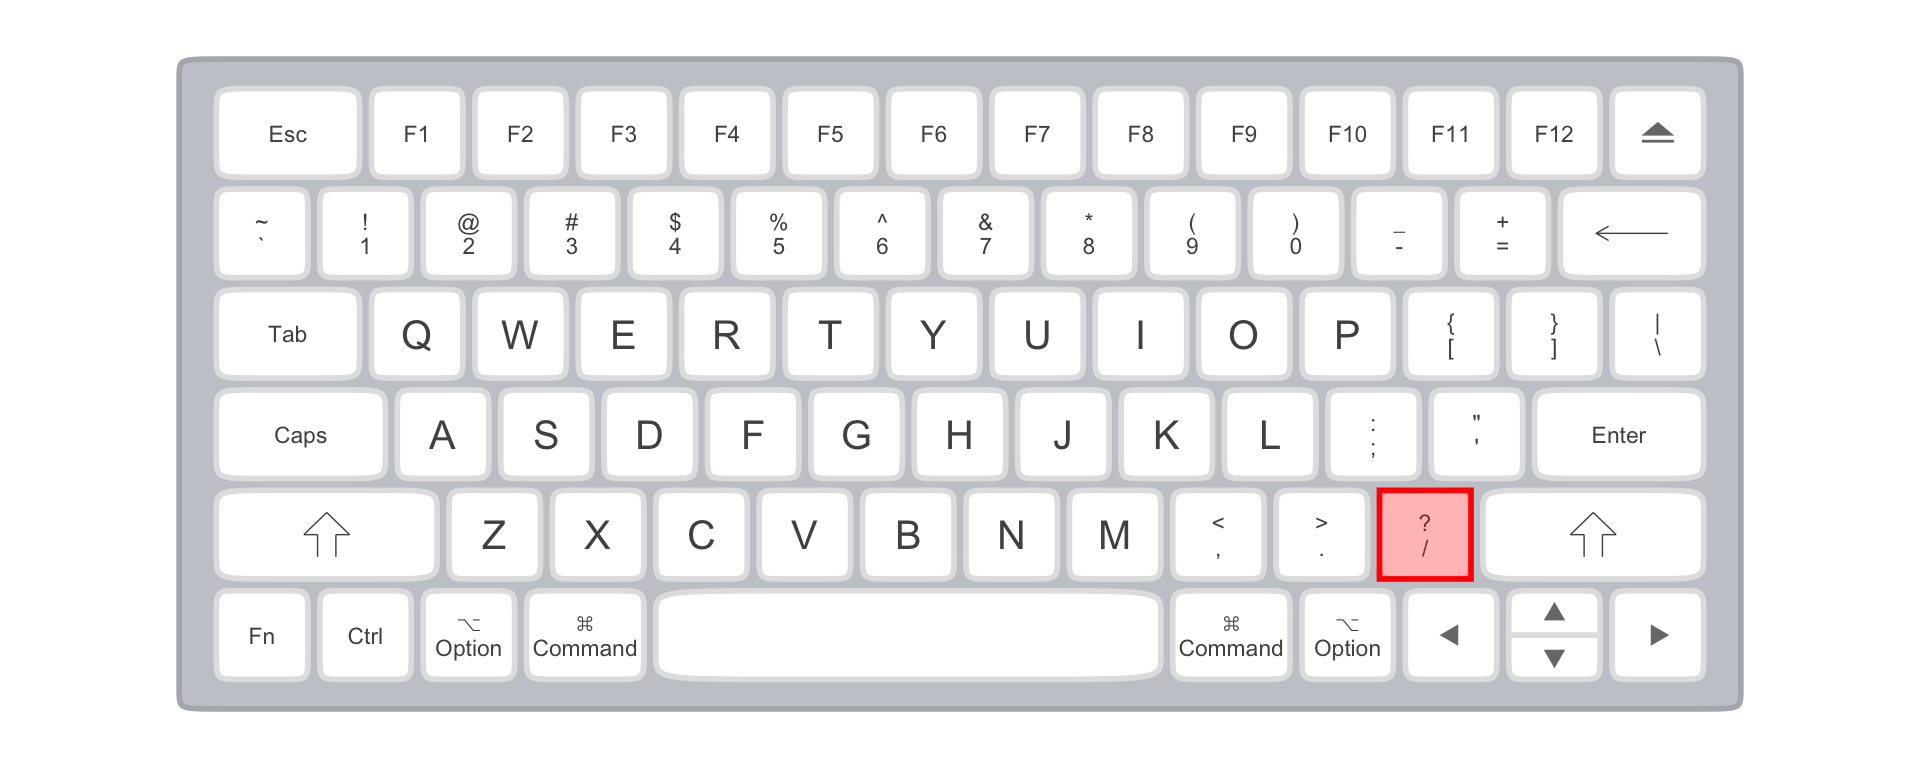 Esc F1 F2 F3 F4 F5 F6 F7 F8 F9 F10 F11 F12
~ ! @ # $ % ^ & * ( ) _ +
` 1 2 3 4 5 6 7 8 9 0 - =
Tab Q W E R T Y U I O P { } |
[ ] \
Caps A S D F G H J K L : " Enter
; '
Z X C V B N M < > ?
, . /
Fn Ctrl ⌥ ⌘ ⌘ ⌥
Option Command Command Option